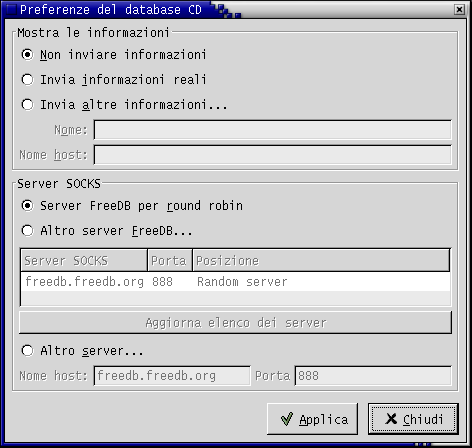 Preferenze del database CD
Mostra le informazioni
Non inviare informazioni
Invia informazioni reali
Invia altre informazioni...
Nome:
Nome host:
Server SOCKS
Server FreeDB per round robin
Altro server FreeDB...
Server SOCKS Porta Posizione
freedb.freedb.org 888 Random server
Aggiorna elenco dei server
Altro server...
Nome host: freedb.freedb.org Porta 888
Applica Chiudi